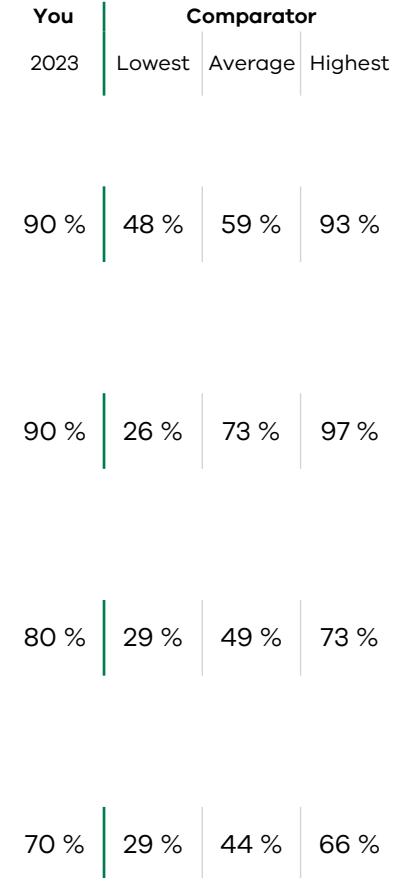 You Comparator
2023 Lowest Average Highest
90 % 48 % 59 % 93 %
90 % 26 % 73 % 97 %
80 % 29 % 49 % 73 %
70 % 29 % 44 % 66 %